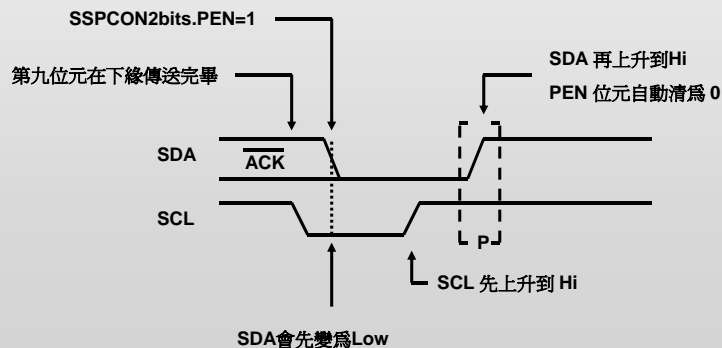 SSPCON2bits.PEN=1
第九位元在下緣傳送完畢
SDA 再上升到Hi
PEN 位元自動清爲 0
SDA
ACK
SCL
P
SCL 先上升到 Hi
SDA會先變爲Low